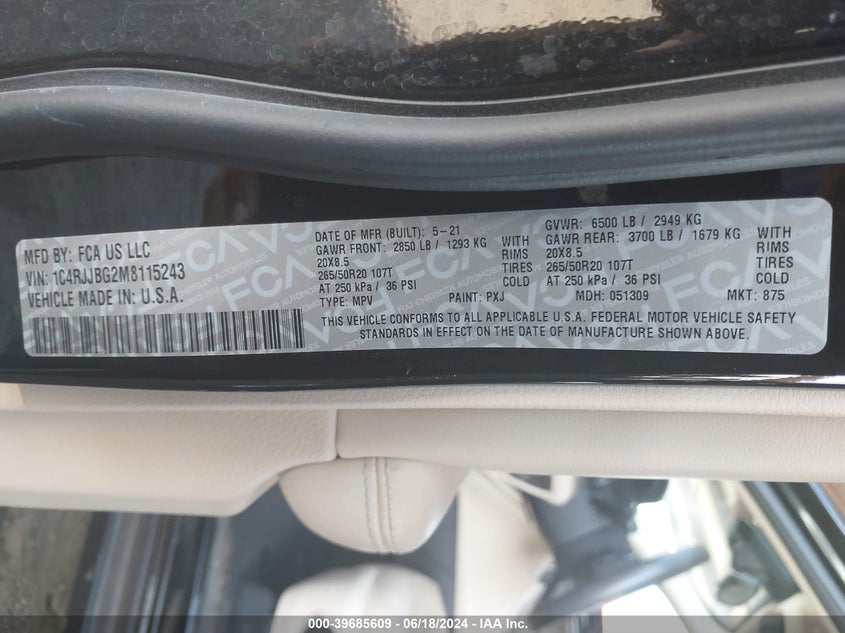 MFD BY: FCA US LLC
VIN: 1C4RJJBG2M8115243
VEHICLE MADE IN U.S.A.
DATE OF MFR (BUILT): 5-21 GVWR: 6500 LB / 2949 KG
GAWR FRONT: 2850 LB / 1293 KG WITH GAWR REAR: 3700 LB / 1679 KG WITH
20X8.5 RIMS 20X8.5 RIMS
265/50R20 107T TIRES 265/50R20 107T TIRES
AT 250 kPa / 36 PSI COLD AT 250 kPa / 36 PSI COLD
TYPE: MPV PAINT: PXJ MDH: 051309 MKT: 875
THIS VEHICLE CONFORMS TO ALL APPLICABLE U.S.A. FEDERAL MOTOR VEHICLE SAFETY
STANDARDS IN EFFECT ON THE DATE OF MANUFACTURE SHOWN ABOVE.
000-39685609 - 06/18/2024 - IAA Inc.